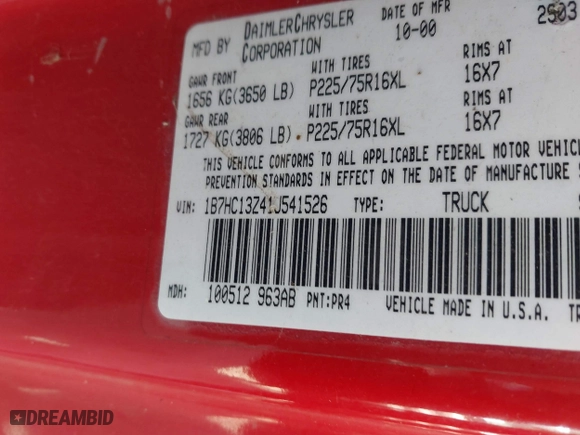 MFD BY DAIMLERCHRYSLER CORPORATION DATE OF MFR 10-00
GAWR FRONT WITH TIRES RIMS AT
1656 KG(3650 LB) P225/75R16XL 16X7
GAWR REAR WITH TIRES RIMS AT
1727 KG(3806 LB) P225/75R16XL 16X7
THIS VEHICLE CONFORMS TO ALL APPLICABLE FEDERAL MOTOR VEHIC
PREVENTION STANDARDS IN EFFECT ON THE DATE OF MANUFACTURE S
VIN: 1B7HC13Z41J541526 TYPE: TRUCK
MDH: 100512 963AB PNT:PR4 VEHICLE MADE IN U.S.A. TR
DREAMBID